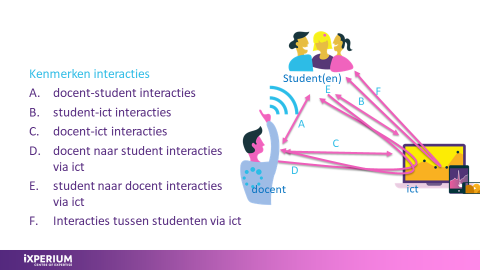 Kenmerken interacties
A. docent-student interacties
B. student-ict interacties
C. docent-ict interacties
D. docent naar student interacties
via ict
E. student naar docent interacties
via ict
F. Interacties tussen studenten via ict
Student(en)
E
F
B
A
C
D
docent
ict
iXPERIUM
CENTRE OF EXPERTISE